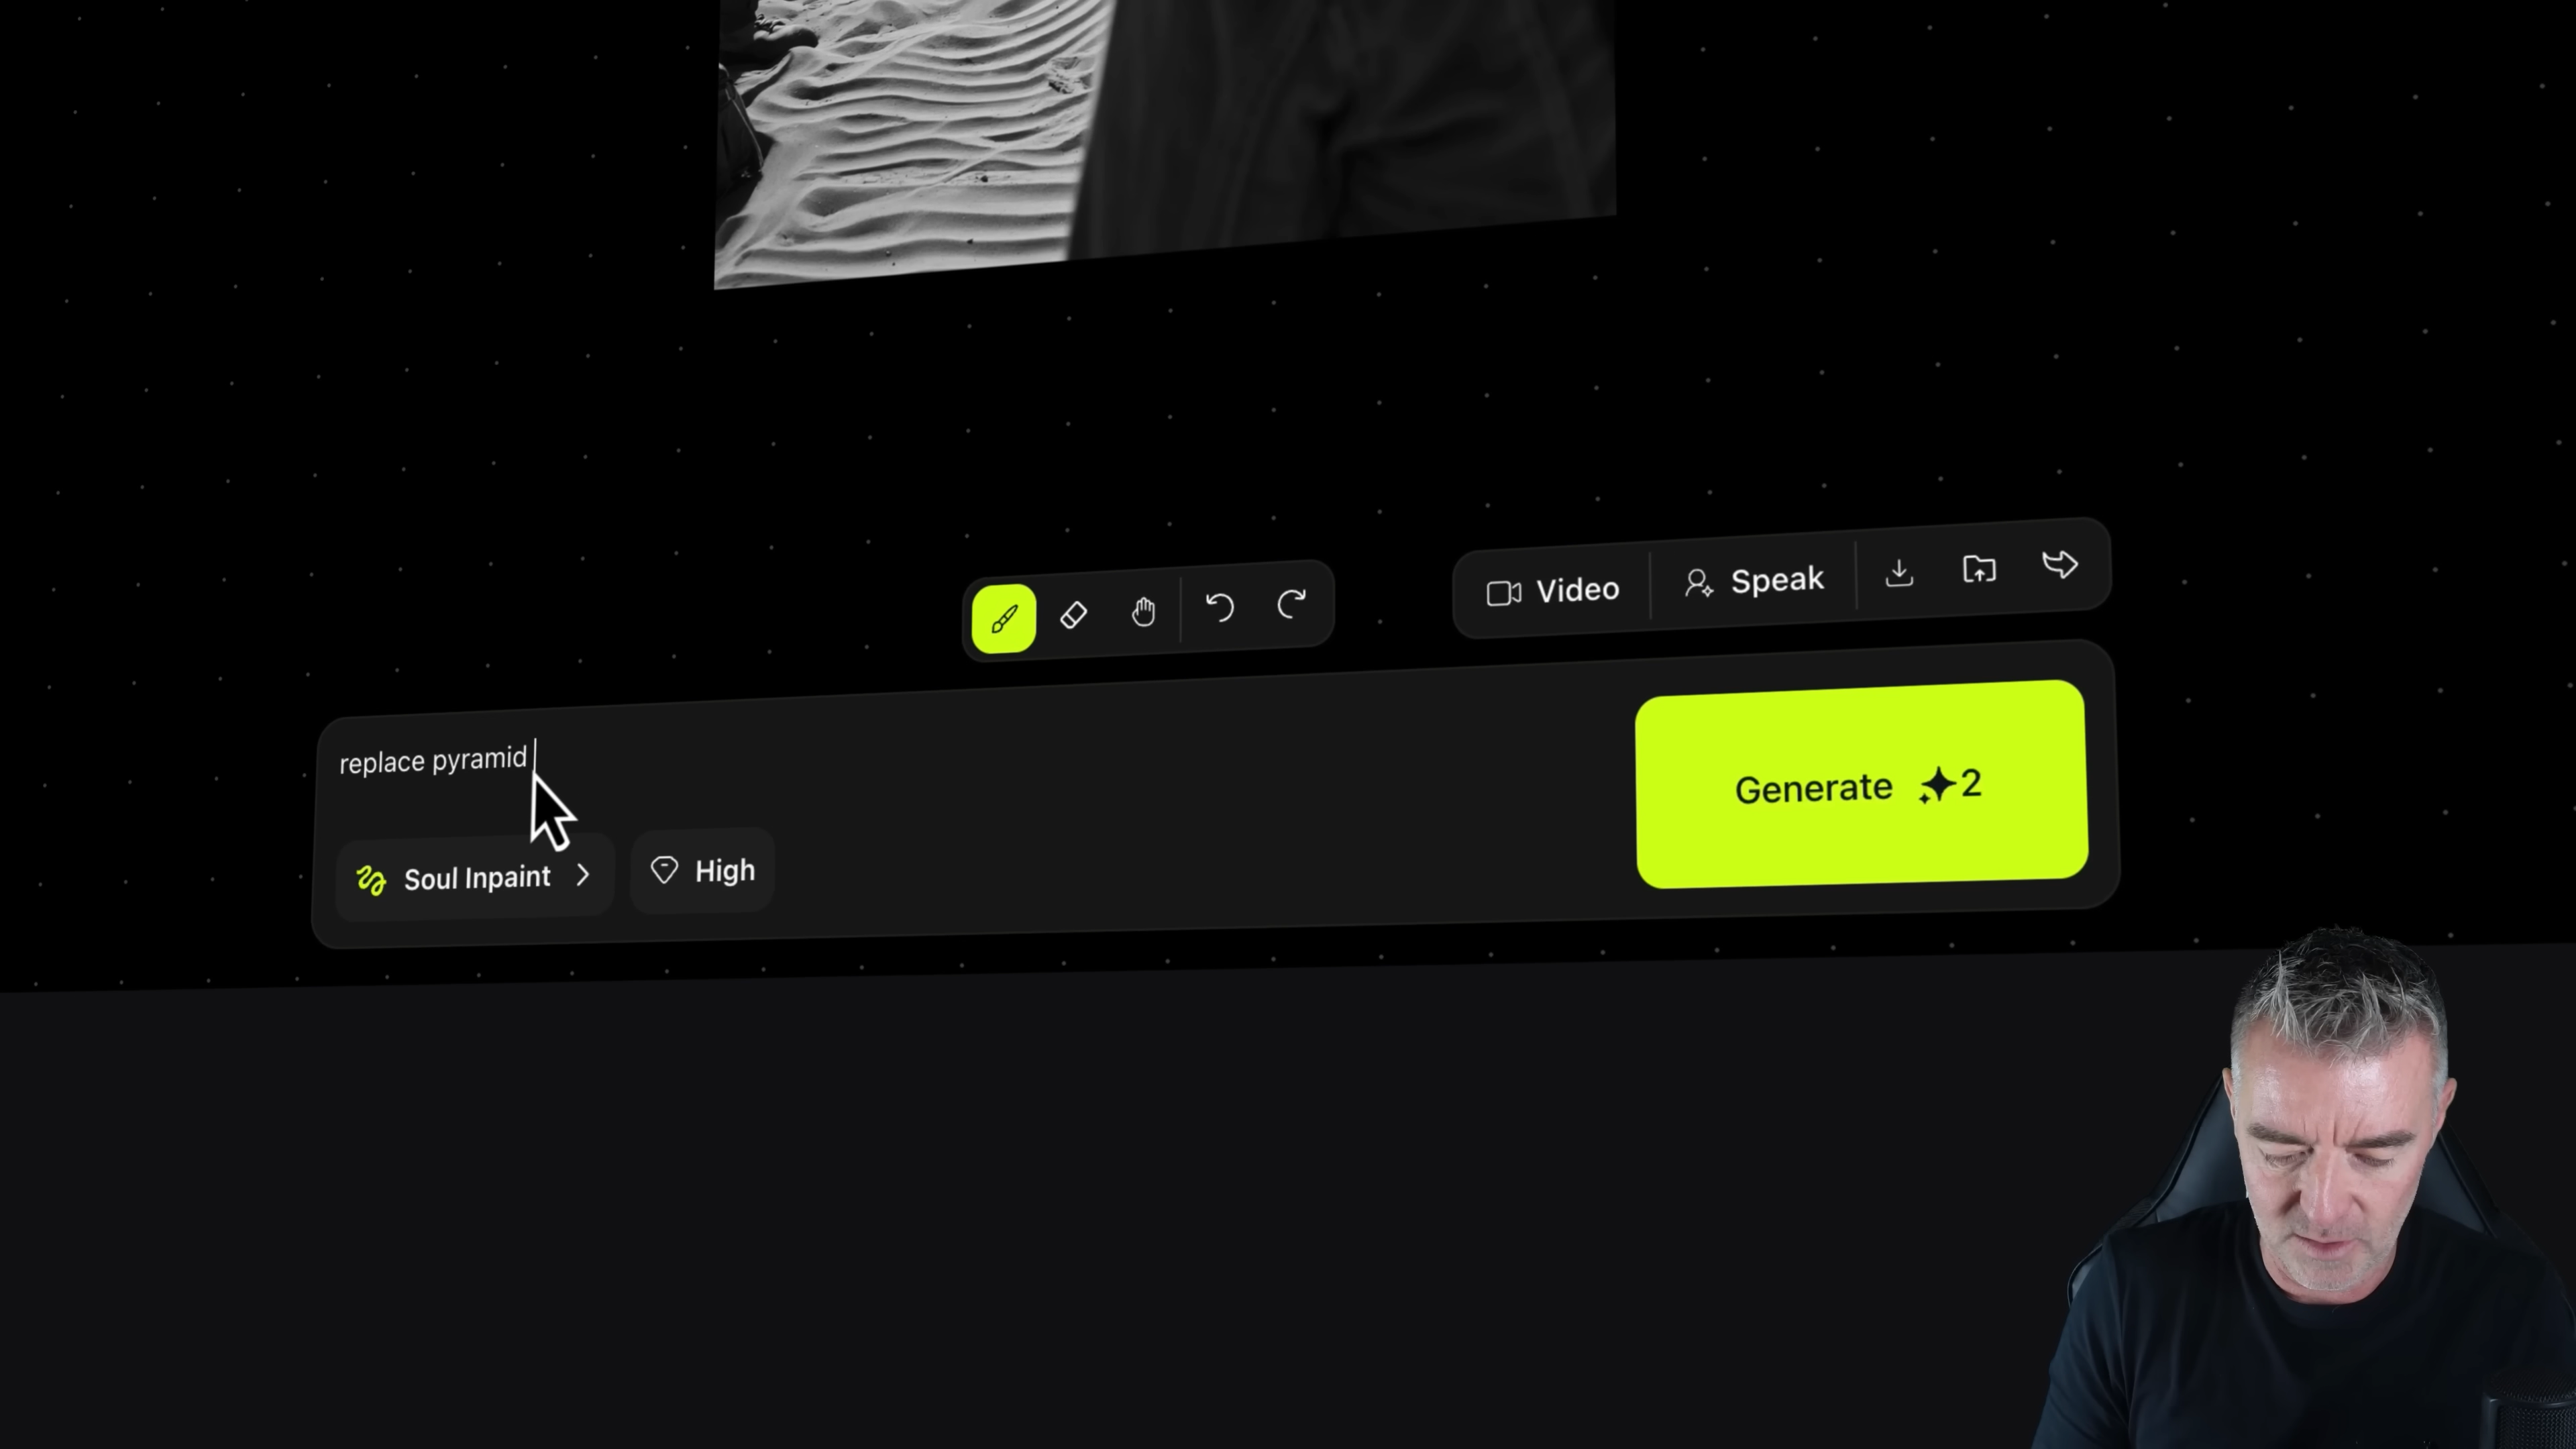 Video
Speak
replace pyramid
Generate 2
Soul Inpaint
High